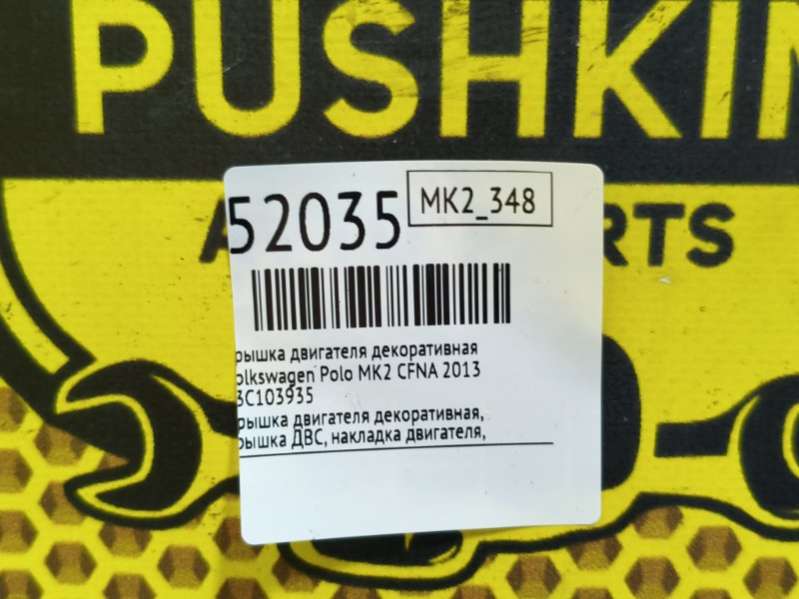 PUSHKIN
52035
MK2_348
RTS
рышка двигателя декоративная
olkswagen Polo MK2 CFNA 2013
3C103935
рышка двигателя декоративная,
рышка ДВС, накладка двигателя,